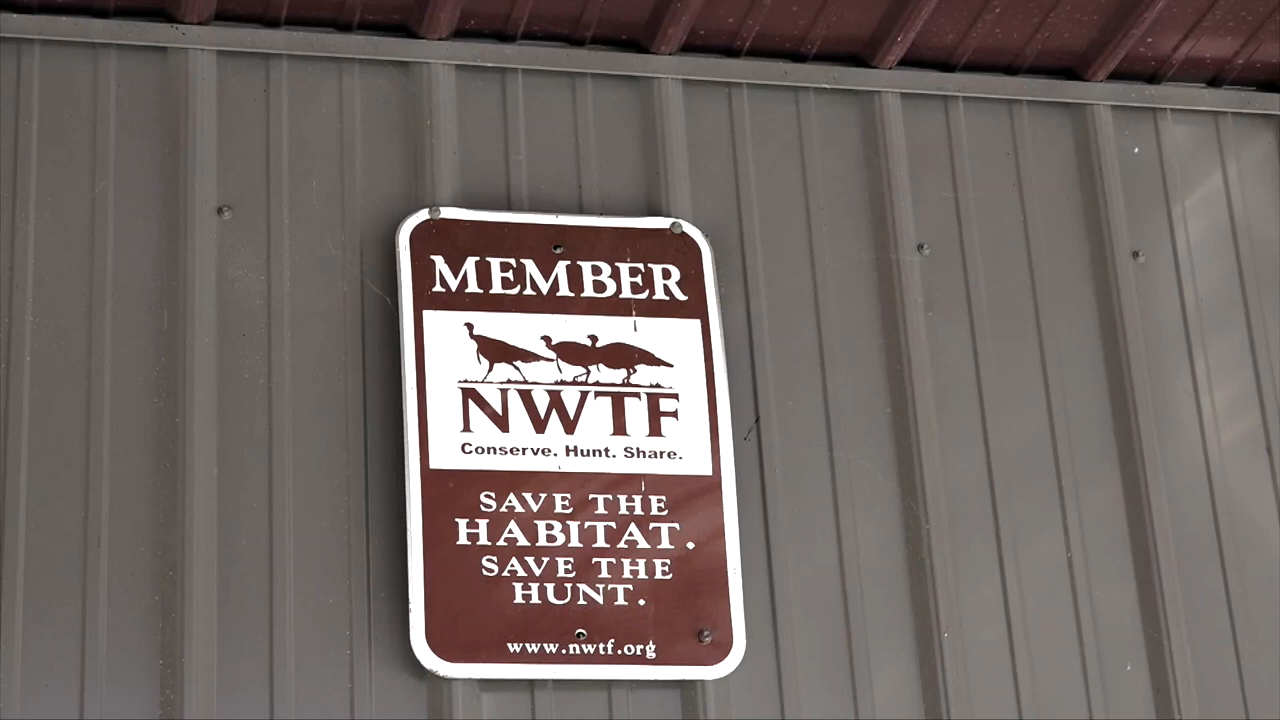 MEMBER
NWTF
Conserve. Hunt. Share.
SAVE THE
HABITAT.
SAVE THE
HUNT.
www.nwtf.org